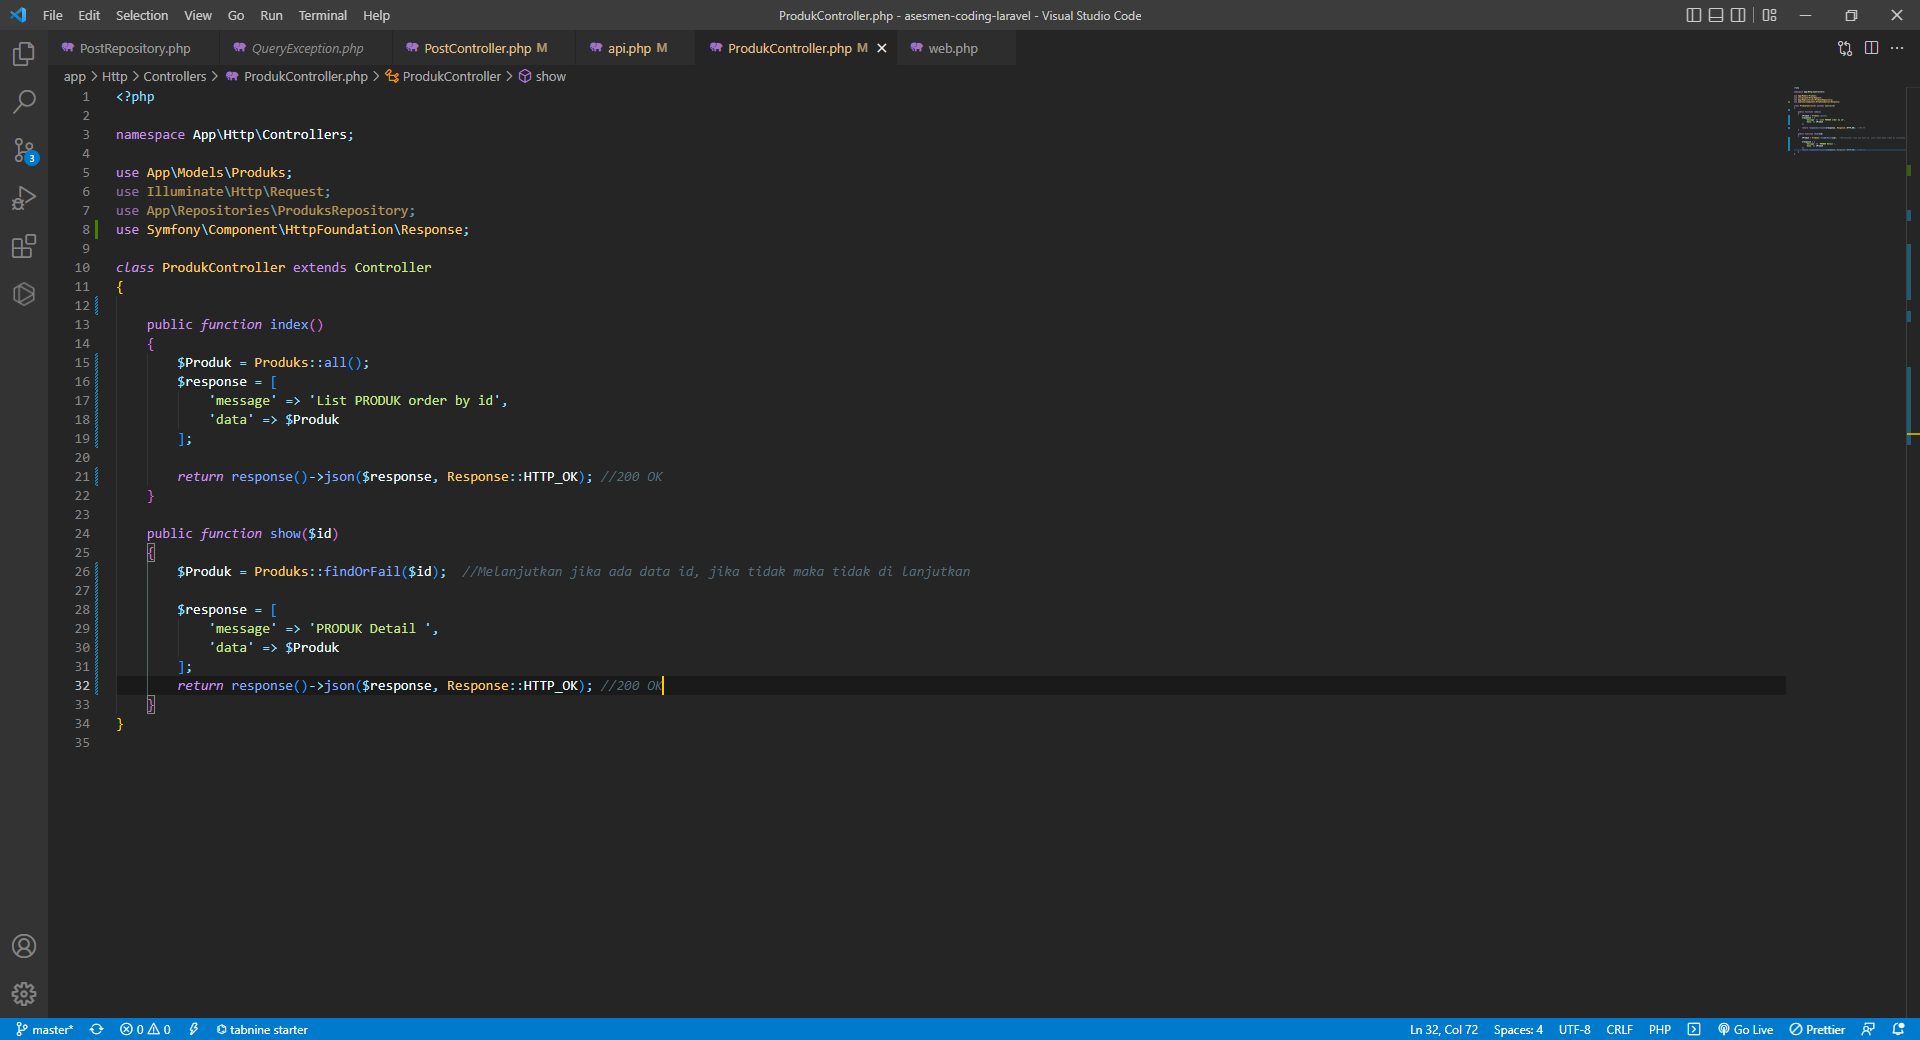 File Edit Selection View Go Run Terminal Help ProdukController.php - asesmen-coding-laravel - Visual Studio Code
PostRepository.php QueryException.php PostController.php M api.php M ProdukController.php M web.php
app > Http > Controllers > ProdukController.php > ProdukController > show
1 <?php
2
3 namespace App\Http\Controllers;
4
5 use App\Models\Produks;
6 use Illuminate\Http\Request;
7 use App\Repositories\ProduksRepository;
8 use Symfony\Component\HttpFoundation\Response;
9
10 class ProdukController extends Controller
11 {
12
13     public function index()
14     {
15         $Produk = Produks::all();
16         $response = [
17             'message' => 'List PRODUK order by id',
18             'data' => $Produk
19         ];
20
21         return response()->json($response, Response::HTTP_OK); //200 OK
22     }
23
24     public function show($id)
25     {
26         $Produk = Produks::findOrFail($id);  //Melanjutkan jika ada data id, jika tidak maka tidak di lanjutkan
27
28         $response = [
29             'message' => 'PRODUK Detail ',
30             'data' => $Produk
31         ];
32         return response()->json($response, Response::HTTP_OK); //200 OK
33     }
34 }
35
3
master* 0 0 tabnine starter Ln 32, Col 72 Spaces: 4 UTF-8 CRLF PHP Go Live Prettier